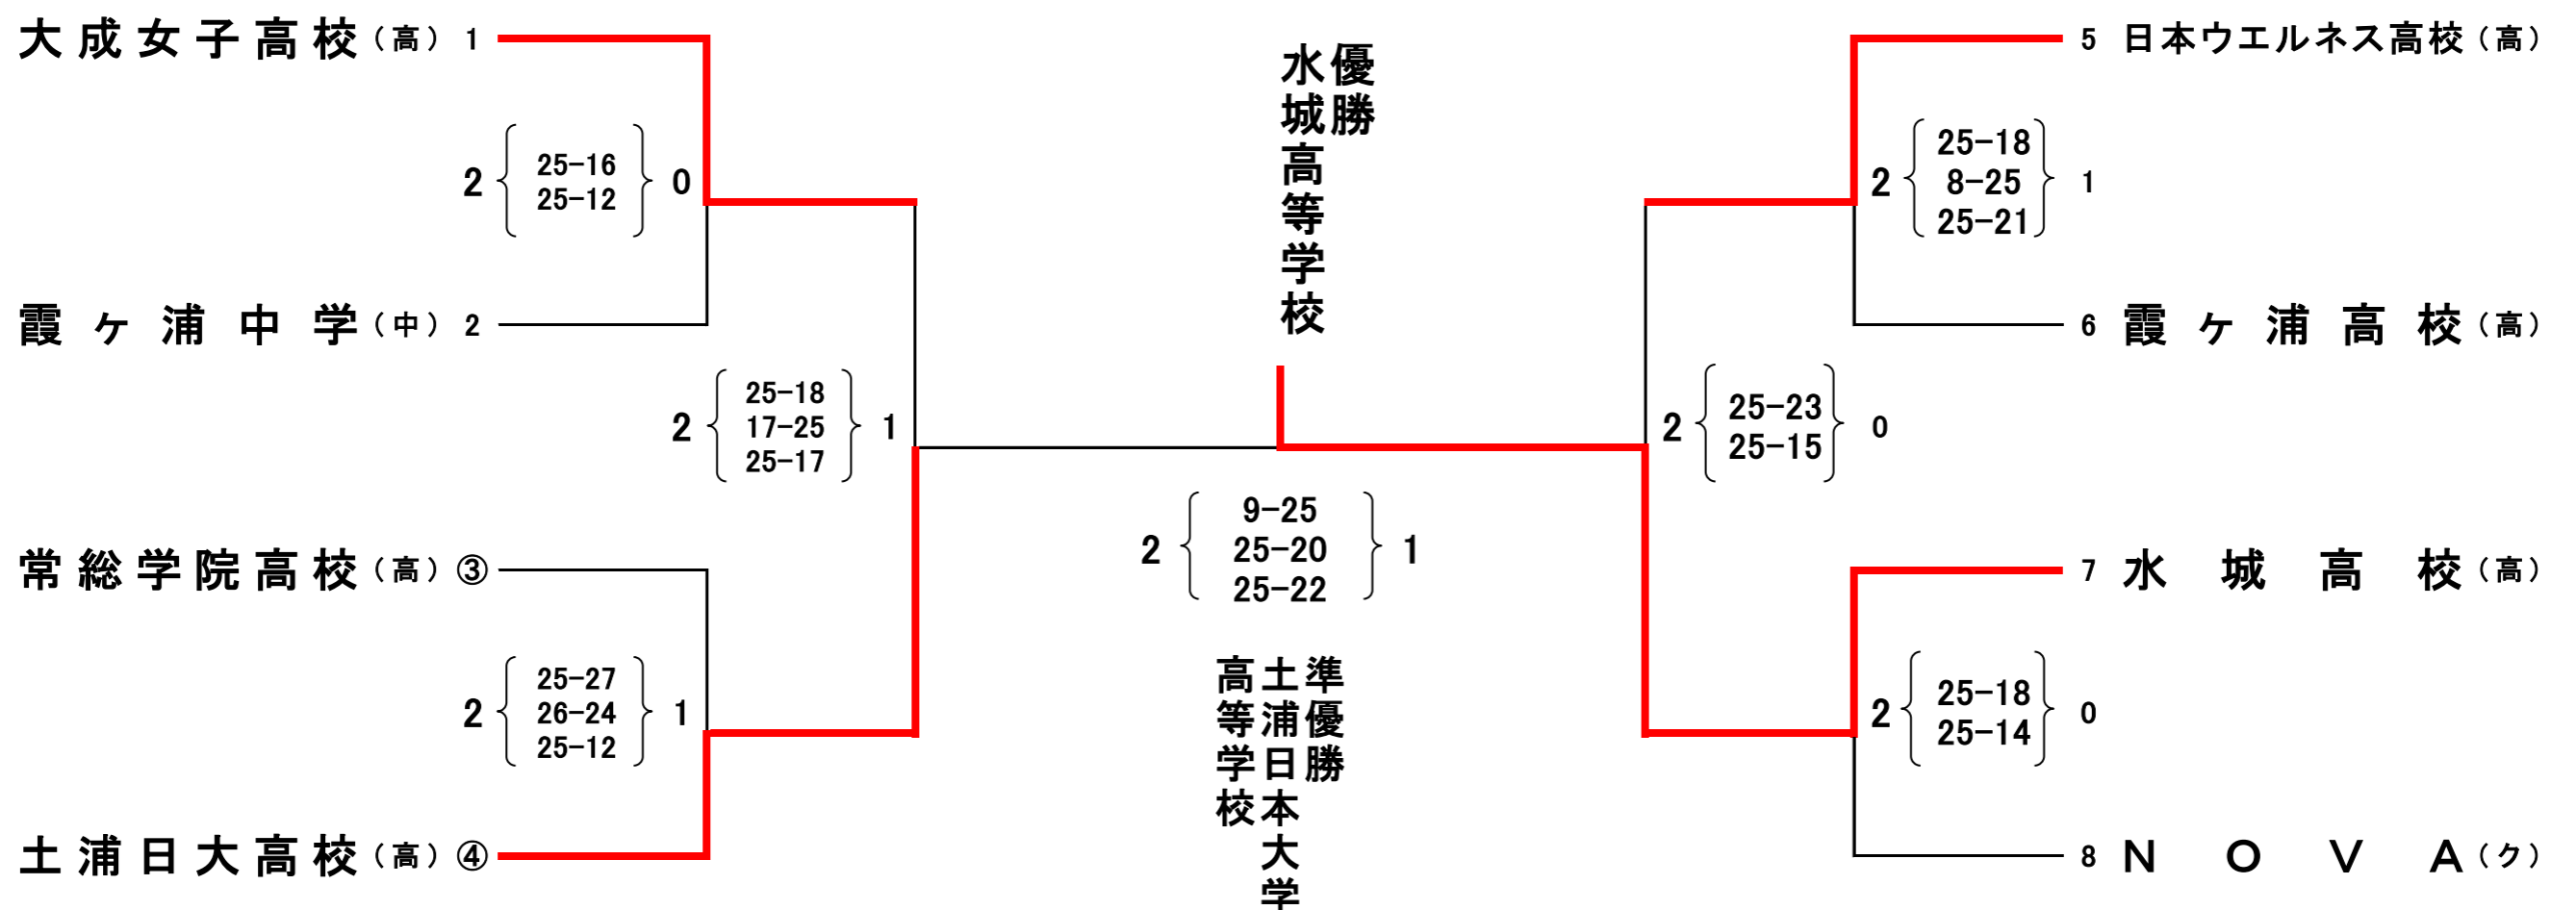 大成女子高校（高） 1
2 25-16 0
25-12
霞ヶ浦中学（中） 2
2 25-18 1
17-25
25-17
常総学院高校（高） ③
2 25-27 1
26-24
25-12
土浦日大高校（高） ④
優勝
水城高等学校
2 9-25 1
25-20
25-22
準優勝
土浦日本大学
高等学校
5 日本ウエルネス高校（高）
2 25-18 1
8-25
25-21
6 霞ヶ浦高校（高）
2 25-23 0
25-15
7 水城高校（高）
2 25-18 0
25-14
8 NOVA（ク）